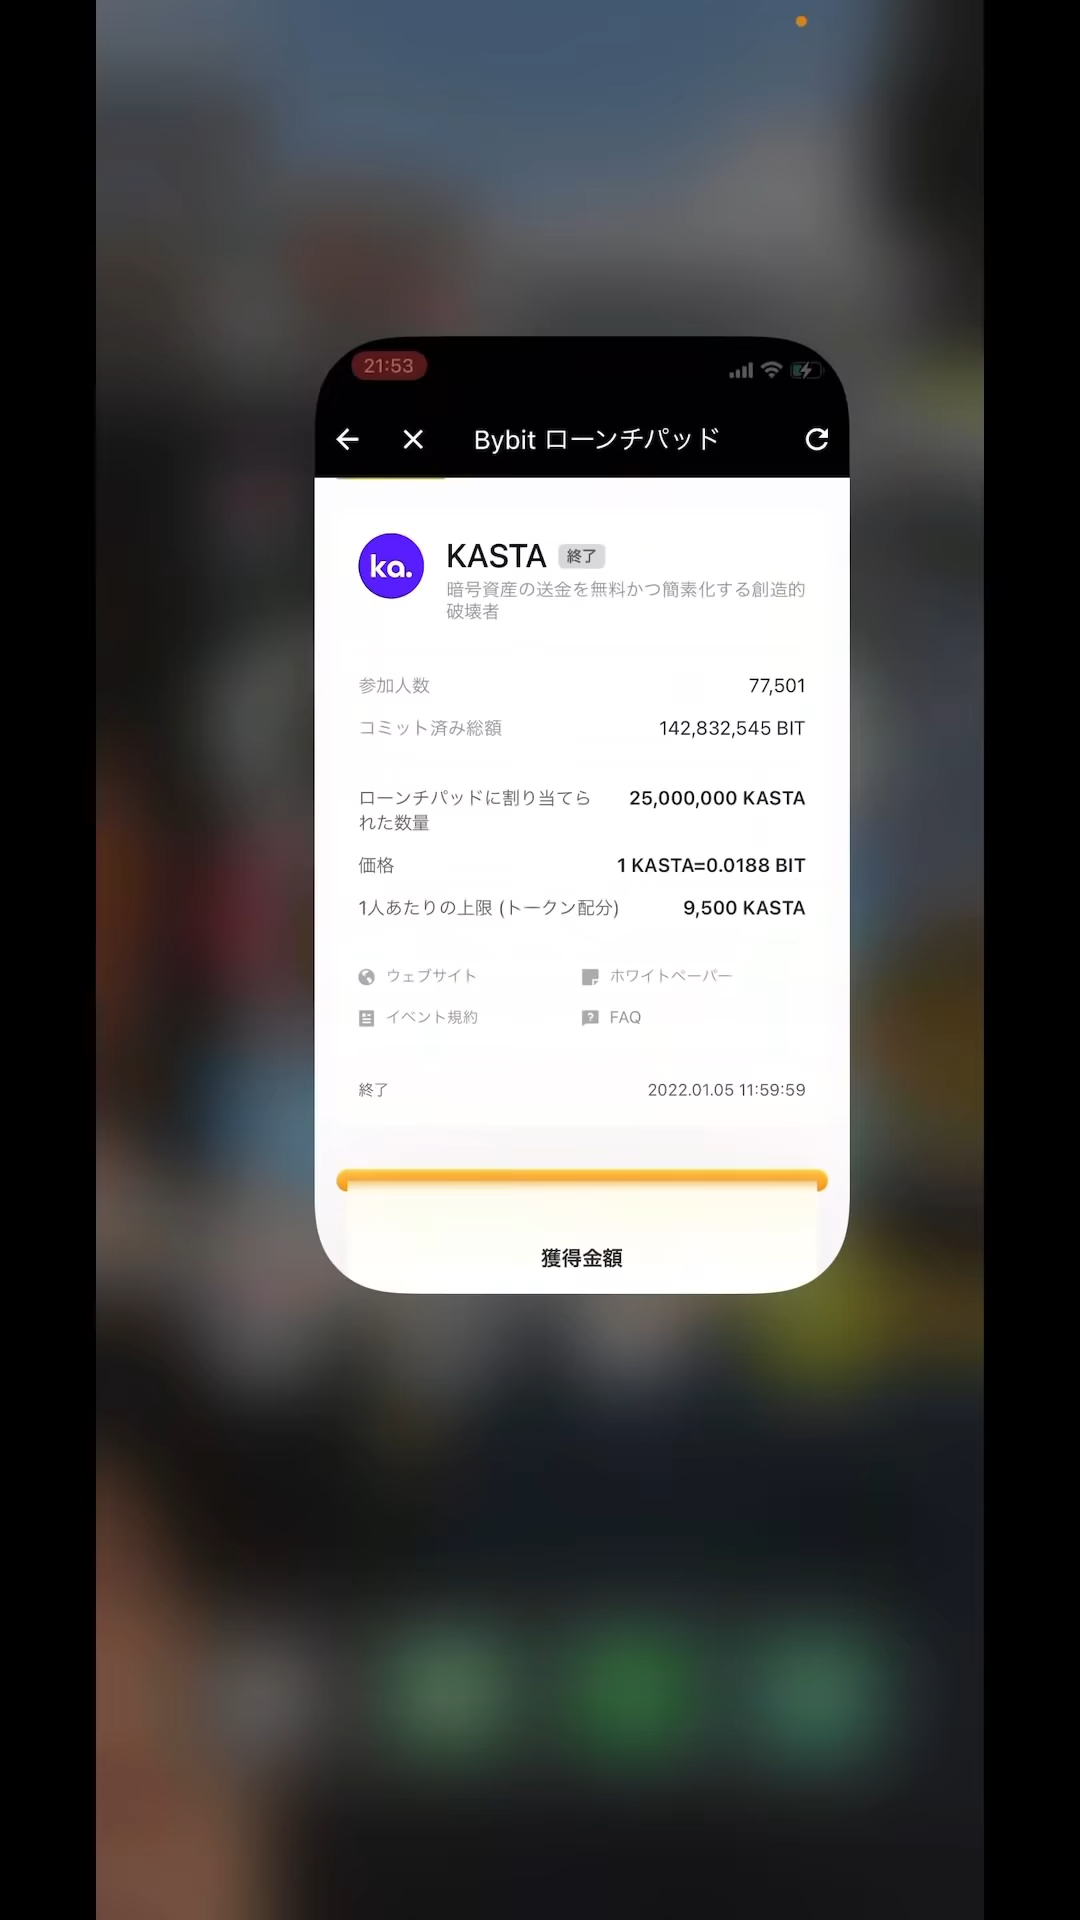 21:53
Bybit ローンチパッド
ka.
KASTA 終了
暗号資産の送金を無料かつ簡素化する創造的
破壊者
参加人数 77,501
コミット済み総額 142,832,545 BIT
ローンチパッドに割り当てら 25,000,000 KASTA
れた数量
価格 1 KASTA=0.0188 BIT
1人あたりの上限 (トークン配分) 9,500 KASTA
ウェブサイト ホワイトペーパー
イベント規約 FAQ
終了 2022.01.05 11:59:59
獲得金額